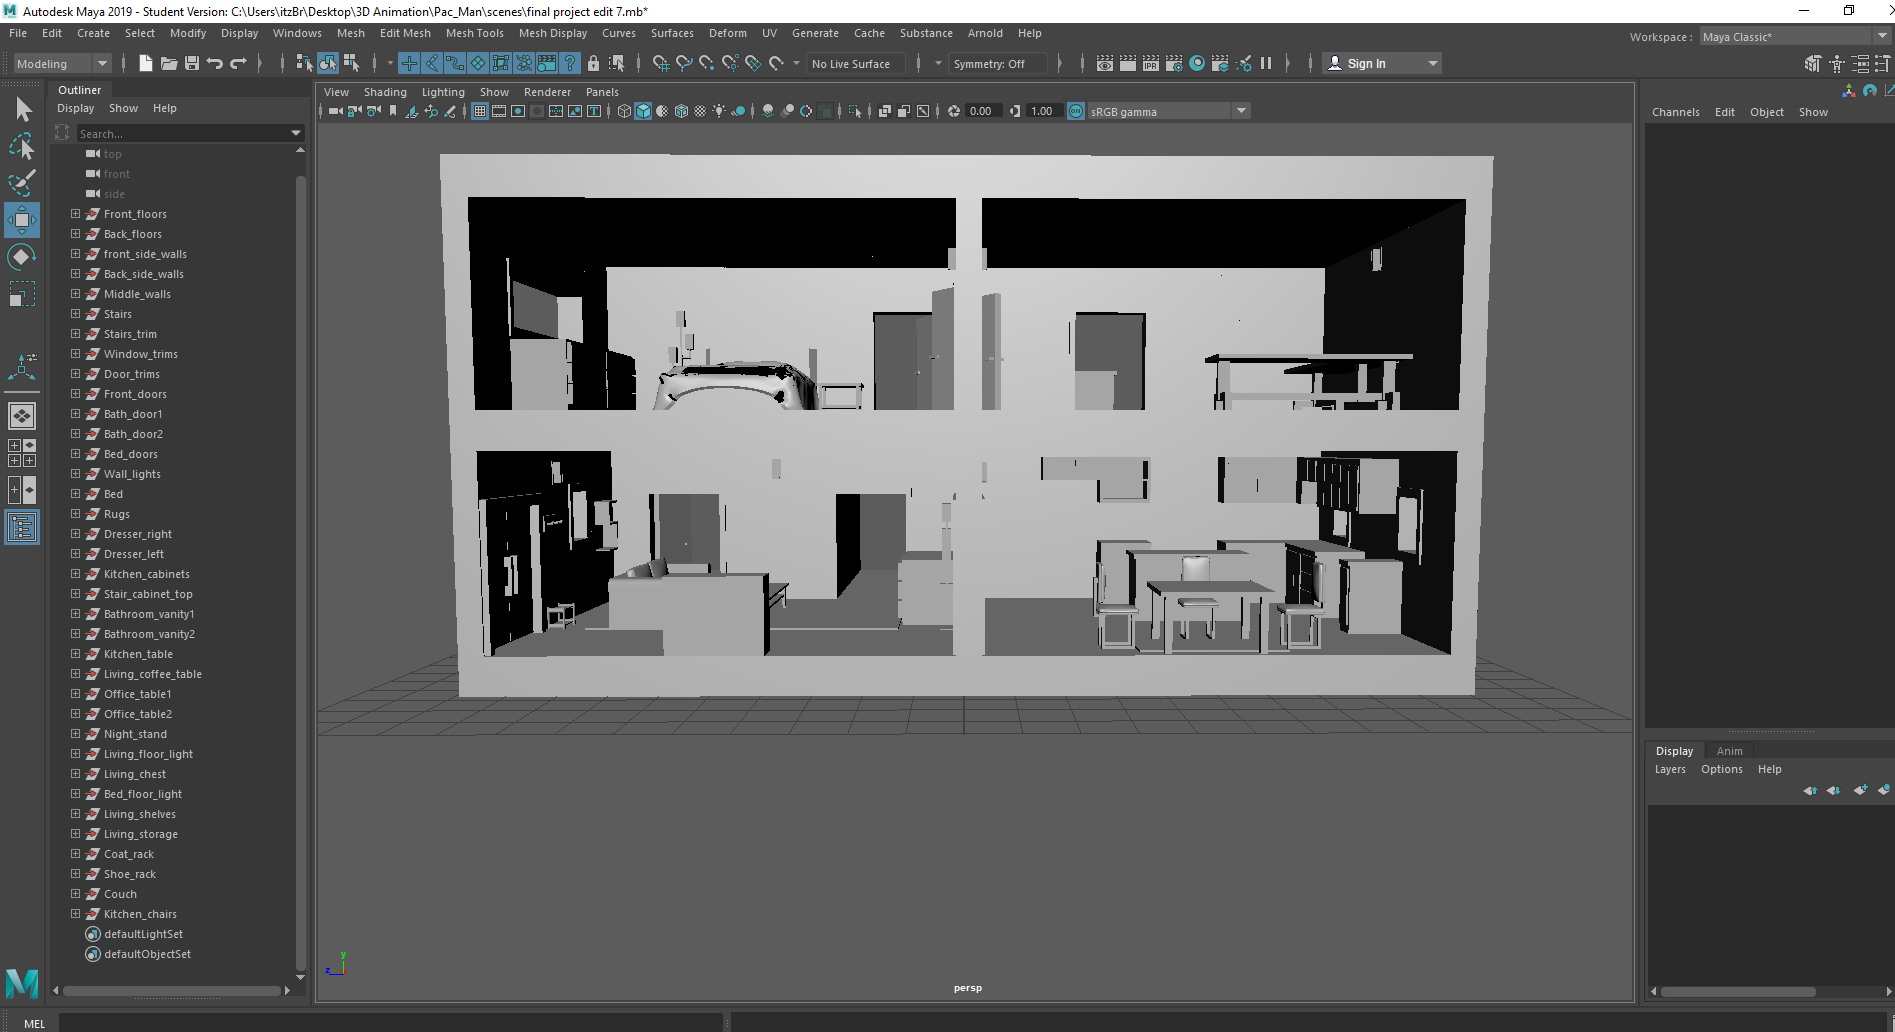 Autodesk Maya 2019 - Student Version: C:\Users\itzBr\Desktop\3D Animation\Pac_Man\scenes\final project edit 7.mb*
File Edit Create Select Modify Display Windows Mesh Edit Mesh Mesh Tools Mesh Display Curves Surfaces Deform UV Generate Cache Substance Arnold Help
Workspace : Maya Classic*
Modeling No Live Surface Symmetry: Off IPR Sign In
Outliner
Display Show Help
Search...
top
front
side
Front_floors
Back_floors
front_side_walls
Back_side_walls
Middle_walls
Stairs
Stairs_trim
Window_trims
Door_trims
Front_doors
Bath_door1
Bath_door2
Bed_doors
Wall_lights
Bed
Rugs
Dresser_right
Dresser_left
Kitchen_cabinets
Stair_cabinet_top
Bathroom_vanity1
Bathroom_vanity2
Kitchen_table
Living_coffee_table
Office_table1
Office_table2
Night_stand
Living_floor_light
Living_chest
Bed_floor_light
Living_shelves
Living_storage
Coat_rack
Shoe_rack
Couch
Kitchen_chairs
defaultLightSet
defaultObjectSet
View Shading Lighting Show Renderer Panels
0.00 1.00 ON sRGB gamma
y
z
persp
Channels Edit Object Show
Display Anim
Layers Options Help
MEL